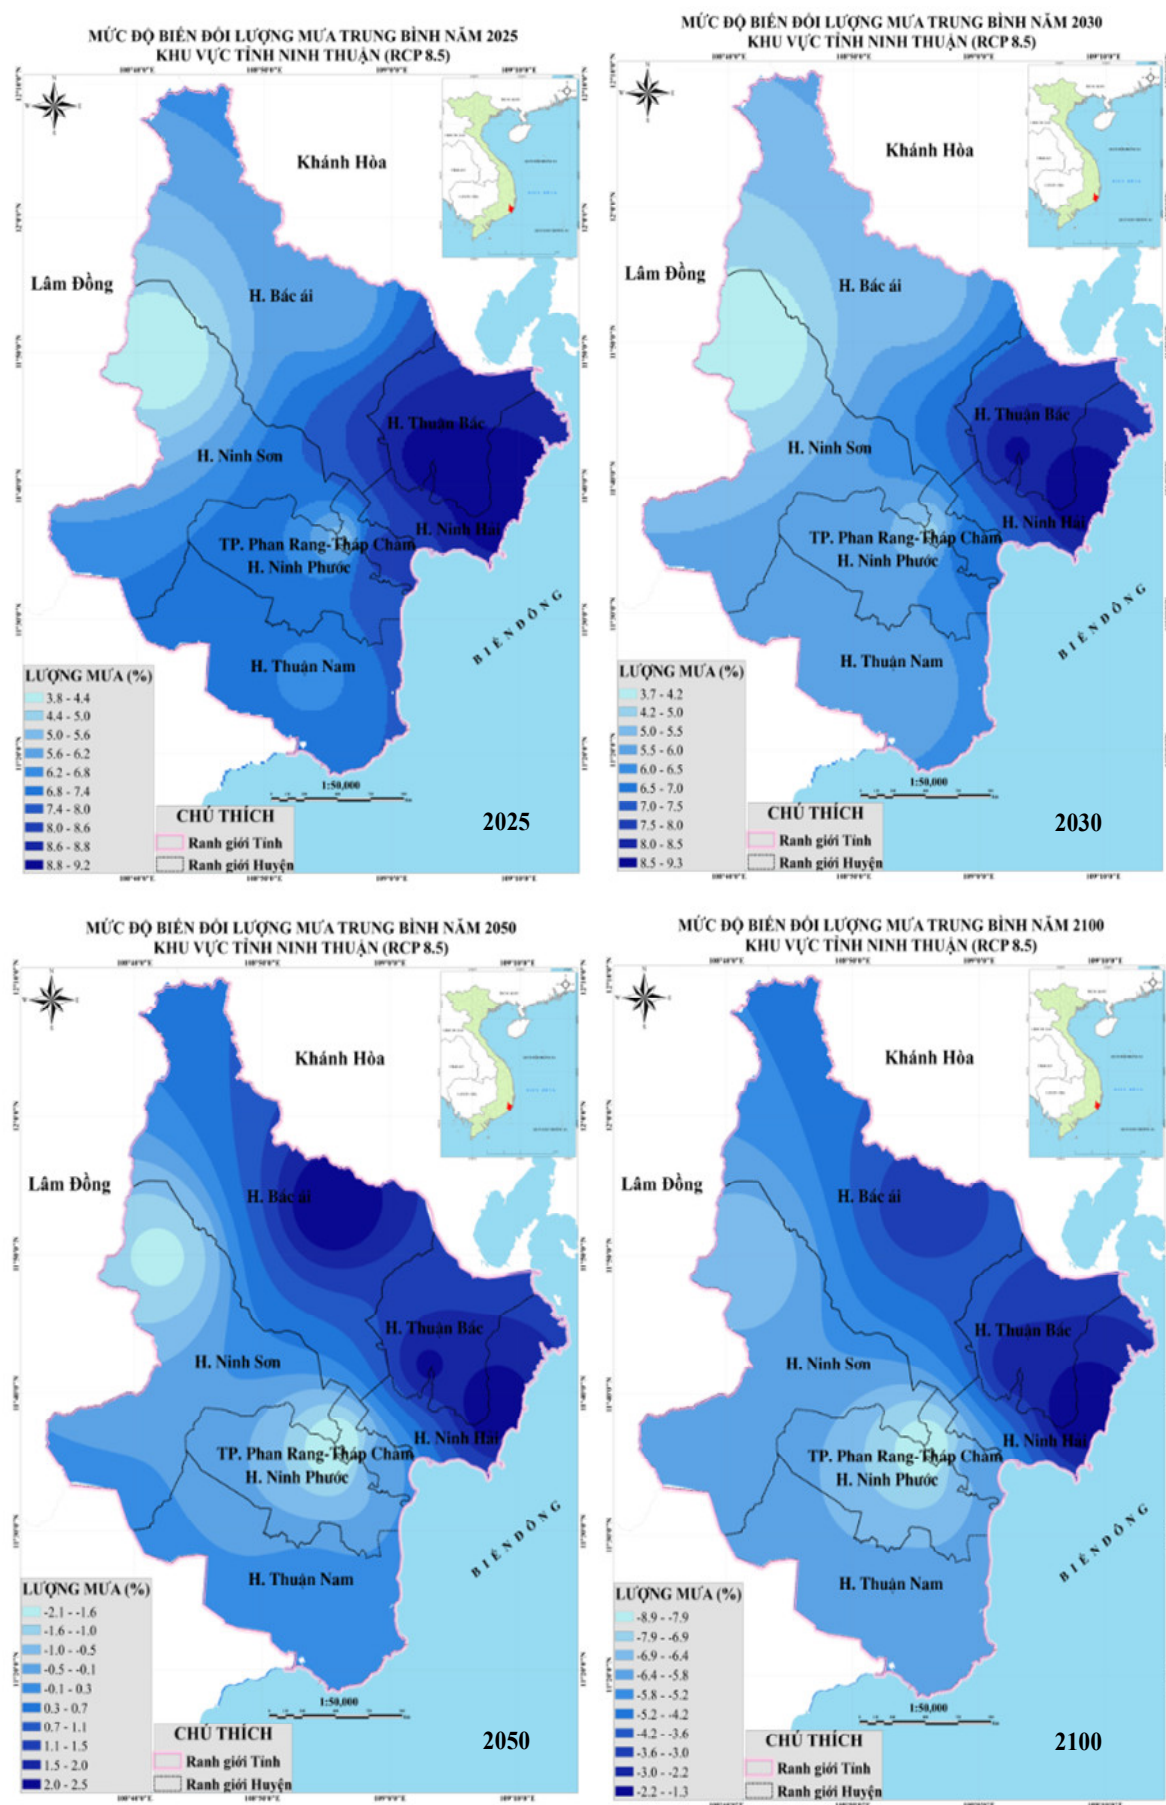 MỨC ĐỘ BIẾN ĐỔI LƯỢNG MƯA TRUNG BÌNH NĂM 2025
KHU VỰC TỈNH NINH THUẬN (RCP 8.5)
Khánh Hòa
Lâm Đồng
H. Bác ái
H. Thuận Bắc
H. Ninh Sơn
H. Ninh Hải
TP. Phan Rang-Tháp Chàm
H. Ninh Phước
BIỂN ĐÔNG
H. Thuận Nam
LƯỢNG MƯA (%)
3.8 - 4.4
4.4 - 5.0
5.0 - 5.6
5.6 - 6.2
6.2 - 6.8
6.8 - 7.4
7.4 - 8.0
8.0 - 8.6
8.6 - 8.8
8.8 - 9.2
1:50,000
CHÚ THÍCH
Ranh giới Tỉnh
Ranh giới Huyện
2025
MỨC ĐỘ BIẾN ĐỔI LƯỢNG MƯA TRUNG BÌNH NĂM 2030
KHU VỰC TỈNH NINH THUẬN (RCP 8.5)
Khánh Hòa
Lâm Đồng
H. Bác ái
H. Thuận Bắc
H. Ninh Sơn
H. Ninh Hải
TP. Phan Rang-Tháp Chàm
H. Ninh Phước
BIỂN ĐÔNG
H. Thuận Nam
LƯỢNG MƯA (%)
3.7 - 4.2
4.2 - 5.0
5.0 - 5.5
5.5 - 6.0
6.0 - 6.5
6.5 - 7.0
7.0 - 7.5
7.5 - 8.0
8.0 - 8.5
8.5 - 9.3
1:50,000
CHÚ THÍCH
Ranh giới Tỉnh
Ranh giới Huyện
2030
MỨC ĐỘ BIẾN ĐỔI LƯỢNG MƯA TRUNG BÌNH NĂM 2050
KHU VỰC TỈNH NINH THUẬN (RCP 8.5)
Khánh Hòa
Lâm Đồng
H. Bác ái
H. Thuận Bắc
H. Ninh Sơn
H. Ninh Hải
TP. Phan Rang-Tháp Chàm
H. Ninh Phước
BIỂN ĐÔNG
H. Thuận Nam
LƯỢNG MƯA (%)
-2.1 - -1.6
-1.6 - -1.0
-1.0 - -0.5
-0.5 - -0.1
-0.1 - 0.3
0.3 - 0.7
0.7 - 1.1
1.1 - 1.5
1.5 - 2.0
2.0 - 2.5
1:50,000
CHÚ THÍCH
Ranh giới Tỉnh
Ranh giới Huyện
2050
MỨC ĐỘ BIẾN ĐỔI LƯỢNG MƯA TRUNG BÌNH NĂM 2100
KHU VỰC TỈNH NINH THUẬN (RCP 8.5)
Khánh Hòa
Lâm Đồng
H. Bác ái
H. Thuận Bắc
H. Ninh Sơn
H. Ninh Hải
TP. Phan Rang-Tháp Chàm
H. Ninh Phước
BIỂN ĐÔNG
H. Thuận Nam
LƯỢNG MƯA (%)
-8.9 - -7.9
-7.9 - -6.9
-6.9 - -6.4
-6.4 - -5.8
-5.8 - -5.2
-5.2 - -4.2
-4.2 - -3.6
-3.6 - -3.0
-3.0 - -2.2
-2.2 - -1.3
1:50,000
CHÚ THÍCH
Ranh giới Tỉnh
Ranh giới Huyện
2100